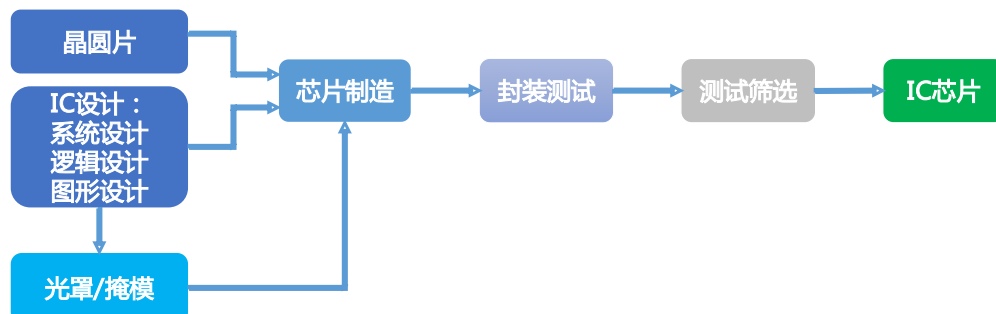 晶圆片
IC设计：
系统设计
逻辑设计
图形设计
光罩/掩模
芯片制造
封装测试
测试筛选
IC芯片